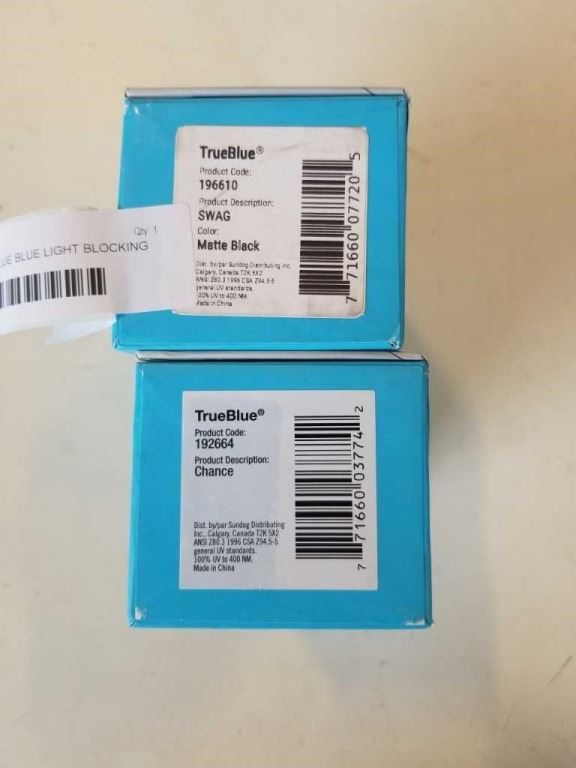 TrueBlue®
Product Code:
196610
Product Description:
SWAG
Color:
Matte Black
Dist. by/par Sundog Distributing Inc.
Calgary, Canada T2K 5X2
ANSI Z80.3 1996 CSA Z94.5-5
general UV standards.
100% UV to 400 NM.
Made in China
7 71660 07720 5
Qty 1
UE BLUE LIGHT BLOCKING
TrueBlue®
Product Code:
192664
Product Description:
Chance
Dist. by/par Sundog Distributing
Inc., Calgary, Canada T2K 5X2
ANSI Z80.3 1996 CSA Z94.5-5
general UV standards.
100% UV to 400 NM.
Made in China
7 71660 03774 2